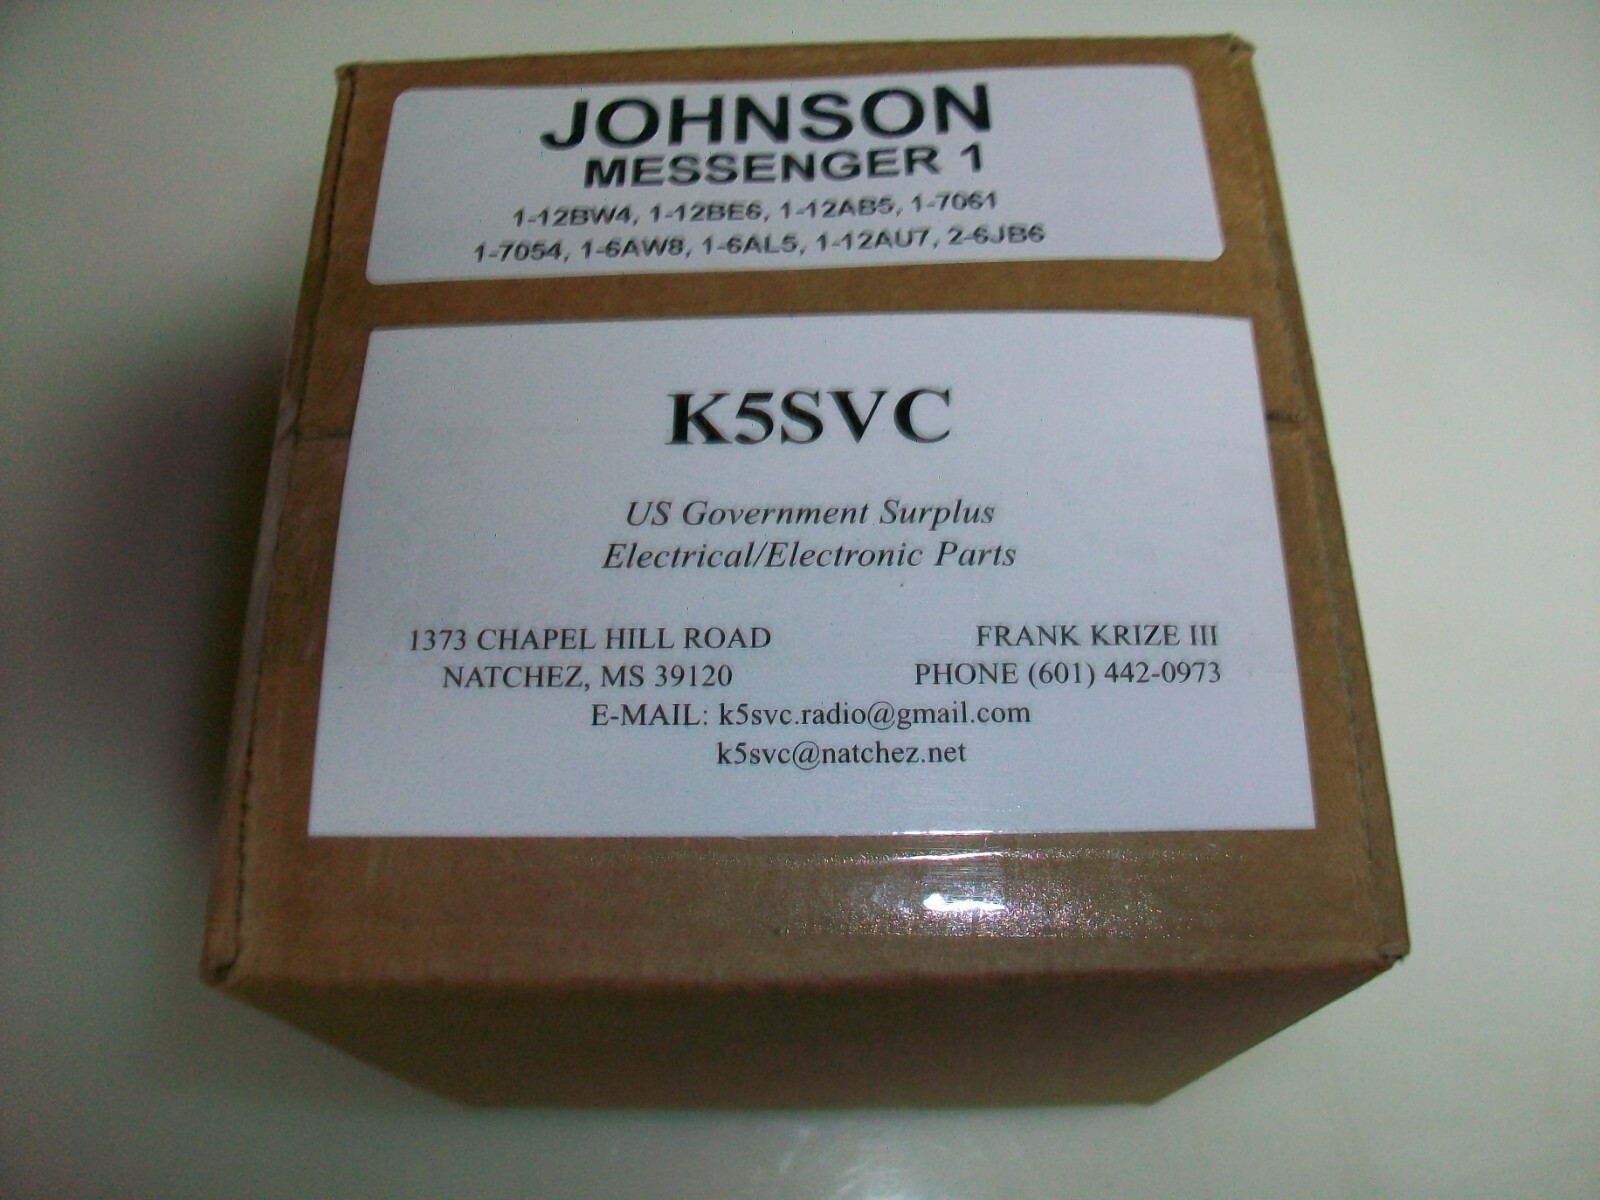 JOHNSON
MESSENGER 1
1-12BW4, 1-12BE6, 1-12AB5, 1-7061
1-7054, 1-6AW8, 1-6AL5, 1-12AU7, 2-6JB6
K5SVC
US Government Surplus
Electrical/Electronic Parts
1373 CHAPEL HILL ROAD
NATCHEZ, MS 39120
FRANK KRIZE III
PHONE (601) 442-0973
E-MAIL: k5svc.radio@gmail.com
k5svc@natchez.net